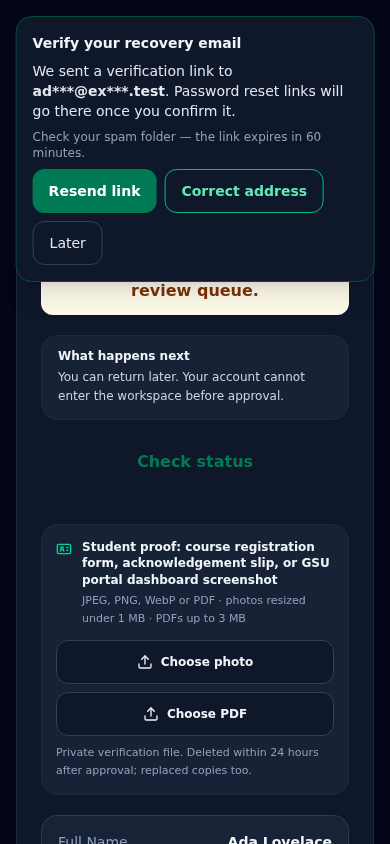 Verify your recovery email
We sent a verification link to
ad***@ex***.test. Password reset links will
go there once you confirm it.
Check your spam folder — the link expires in 60
minutes.
Resend link
Correct address
Later
review queue.
What happens next
You can return later. Your account cannot
enter the workspace before approval.
Check status
Student proof: course registration
form, acknowledgement slip, or GSU
portal dashboard screenshot
JPEG, PNG, WebP or PDF · photos resized
under 1 MB · PDFs up to 3 MB
Choose photo
Choose PDF
Private verification file. Deleted within 24 hours
after approval; replaced copies too.
Full Name Ada Lovelace